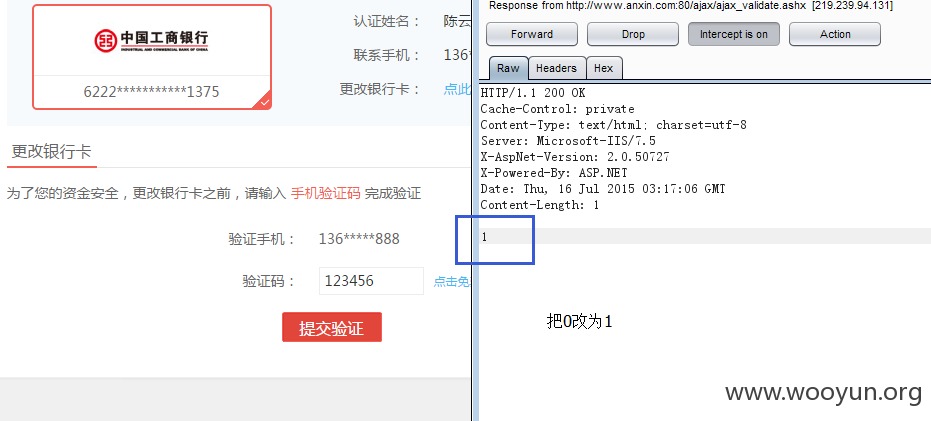 中国工商银行
INDUSTRIAL AND COMMERCIAL BANK OF CHINA
6222***********1375
认证姓名： 陈云
联系手机： 136*
更改银行卡： 点此
更改银行卡
为了您的资金安全，更改银行卡之前，请输入 手机验证码 完成验证
验证手机： 136*****888
验证码： 123456 点击免
提交验证
Response from http://www.anxin.com:80/ajax/ajax_validate.ashx [219.239.94.131]
Forward Drop Intercept is on Action
Raw Headers Hex
HTTP/1.1 200 OK
Cache-Control: private
Content-Type: text/html; charset=utf-8
Server: Microsoft-IIS/7.5
X-AspNet-Version: 2.0.50727
X-Powered-By: ASP.NET
Date: Thu, 16 Jul 2015 03:17:06 GMT
Content-Length: 1
1
把0改为1
www.wooyun.org